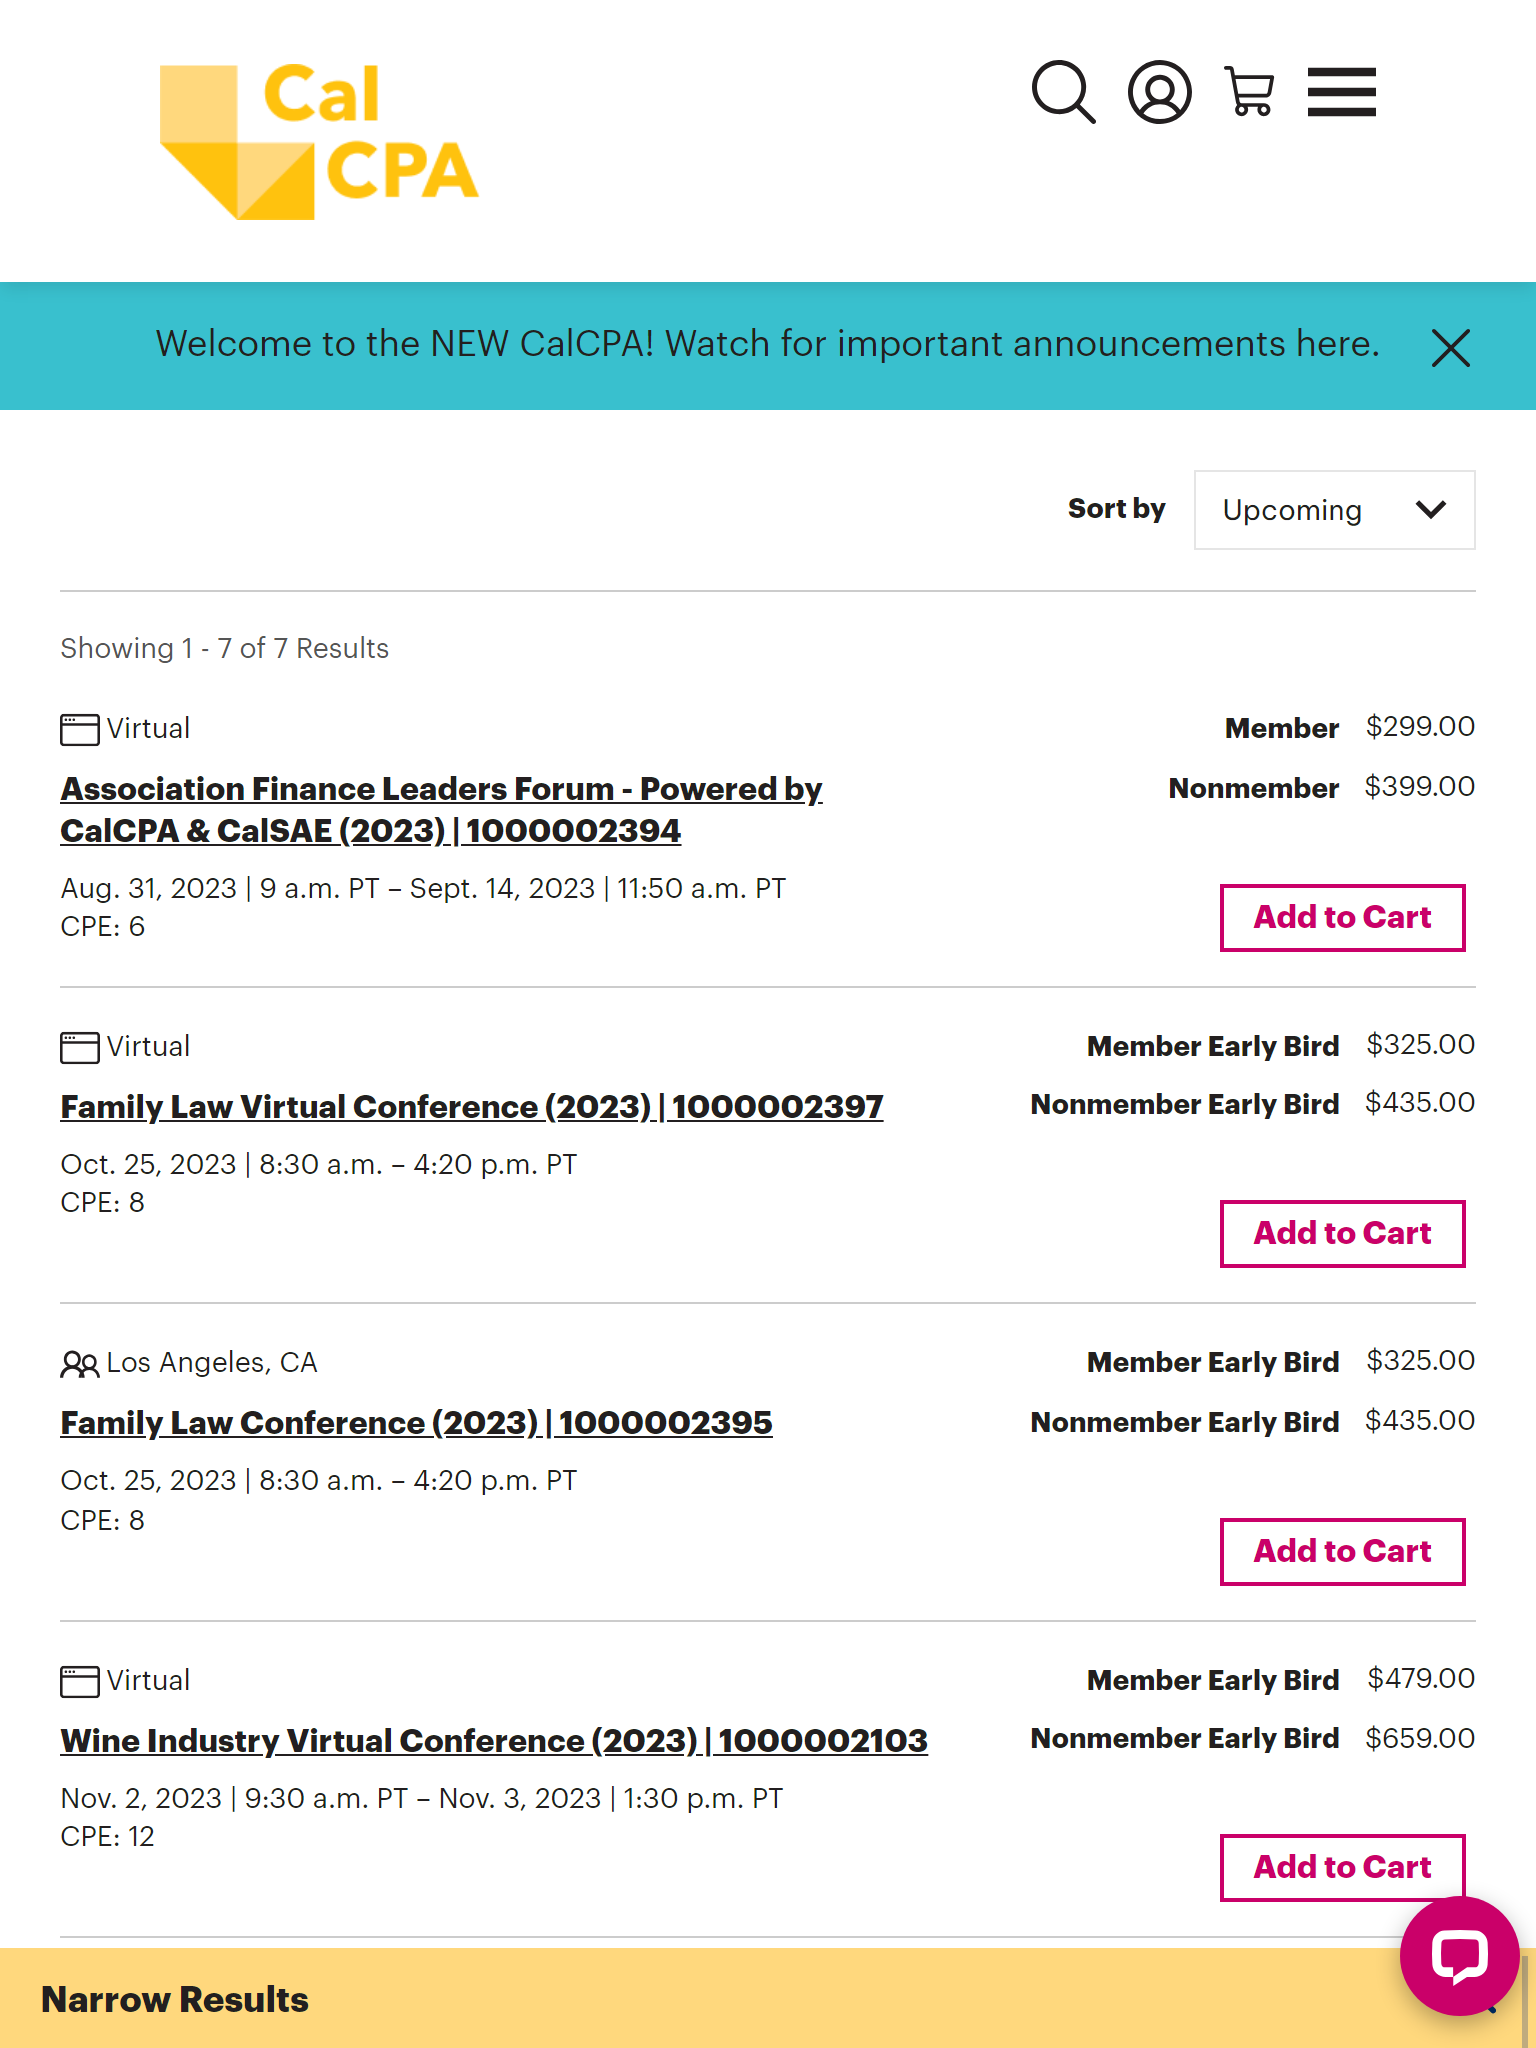 Cal
CPA
Welcome to the NEW CalCPA! Watch for important announcements here.
Sort by Upcoming
Showing 1 - 7 of 7 Results
Virtual
Member $299.00
Association Finance Leaders Forum - Powered by
CalCPA & CalSAE (2023) | 1000002394
Nonmember $399.00
Aug. 31, 2023 | 9 a.m. PT – Sept. 14, 2023 | 11:50 a.m. PT
CPE: 6
Add to Cart
Virtual
Member Early Bird $325.00
Family Law Virtual Conference (2023) | 1000002397
Nonmember Early Bird $435.00
Oct. 25, 2023 | 8:30 a.m. – 4:20 p.m. PT
CPE: 8
Add to Cart
Los Angeles, CA
Member Early Bird $325.00
Family Law Conference (2023) | 1000002395
Nonmember Early Bird $435.00
Oct. 25, 2023 | 8:30 a.m. – 4:20 p.m. PT
CPE: 8
Add to Cart
Virtual
Member Early Bird $479.00
Wine Industry Virtual Conference (2023) | 1000002103
Nonmember Early Bird $659.00
Nov. 2, 2023 | 9:30 a.m. PT – Nov. 3, 2023 | 1:30 p.m. PT
CPE: 12
Add to Cart
Narrow Results